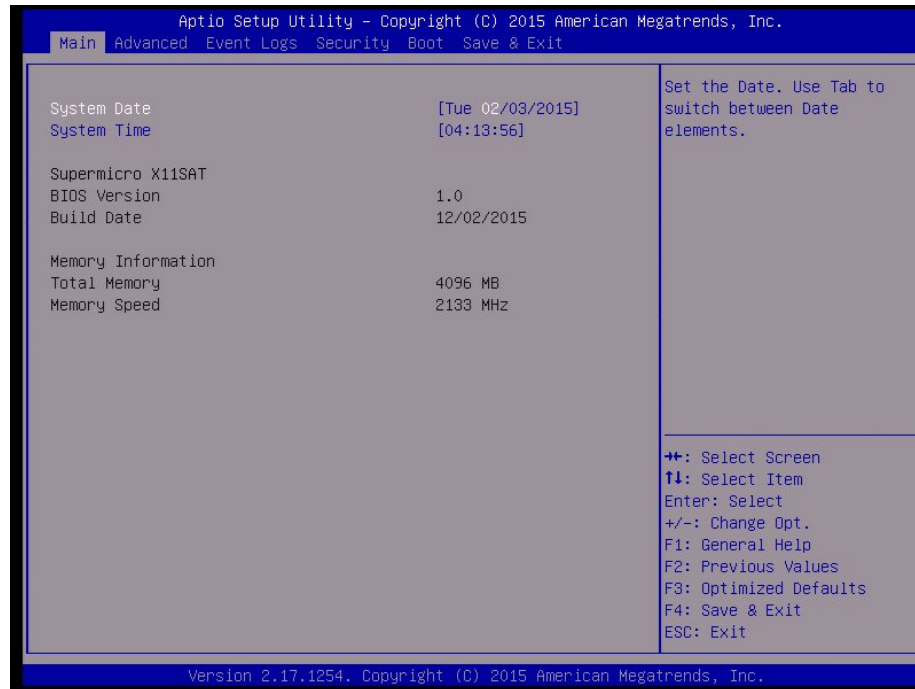 Aptio Setup Utility – Copyright (C) 2015 American Megatrends, Inc.
Main Advanced Event Logs Security Boot Save & Exit
System Date [Tue 02/03/2015]
System Time [04:13:56]
Supermicro X11SAT
BIOS Version 1.0
Build Date 12/02/2015
Memory Information
Total Memory 4096 MB
Memory Speed 2133 MHz
Set the Date. Use Tab to
switch between Date
elements.
→←: Select Screen
↑↓: Select Item
Enter: Select
+/-: Change Opt.
F1: General Help
F2: Previous Values
F3: Optimized Defaults
F4: Save & Exit
ESC: Exit
Version 2.17.1254. Copyright (C) 2015 American Megatrends, Inc.